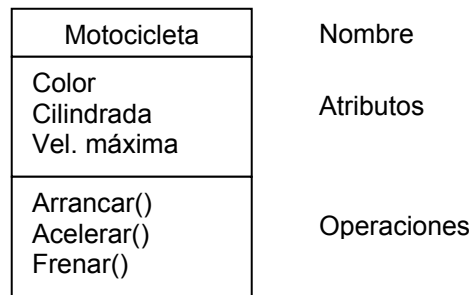 Motocicleta
Nombre
Color
Cilindrada
Vel. máxima
Atributos
Arrancar()
Acelerar()
Frenar()
Operaciones